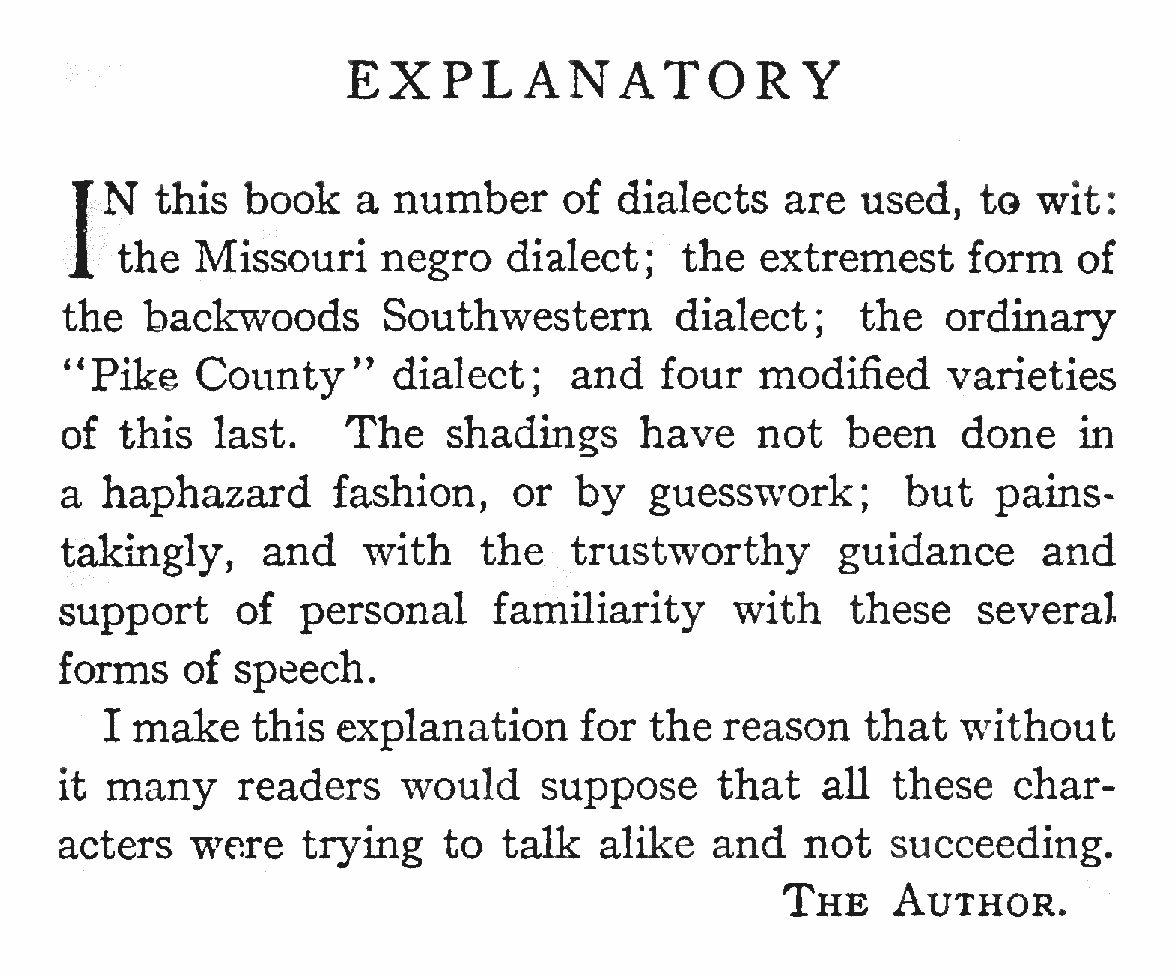 EXPLANATORY
IN this book a number of dialects are used, to wit:
the Missouri negro dialect; the extremest form of
the backwoods Southwestern dialect; the ordinary
“Pike County” dialect; and four modified varieties
of this last. The shadings have not been done in
a haphazard fashion, or by guesswork; but pains-
takingly, and with the trustworthy guidance and
support of personal familiarity with these several
forms of speech.
I make this explanation for the reason that without
it many readers would suppose that all these char-
acters were trying to talk alike and not succeeding.
THE AUTHOR.